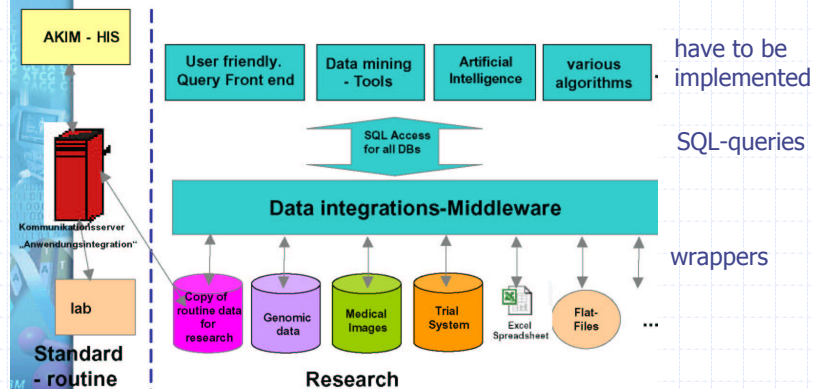 AKIM - HIS
Kommunikationsserver
„Anwendungsintegration“
lab
Standard
- routine
User friendly.
Query Front end
Data mining
- Tools
Artificial
Intelligence
various
algorithms
have to be
implemented
SQL Access
for all DBs
SQL-queries
Data integrations-Middleware
wrappers
Copy of
routine data
for
research
Genomic
data
Medical
Images
Trial
System
Excel
Spreadsheet
Flat-
Files
...
Research